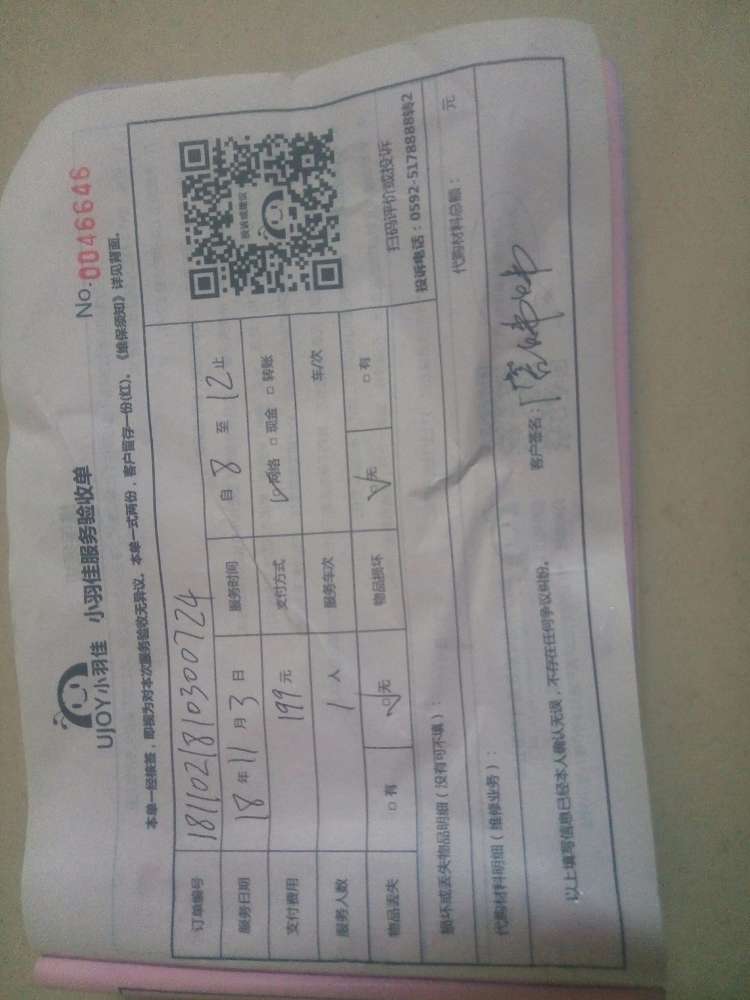 UJOY小羽佳 小羽佳服务验收单
No.0046646
本单一经接签,即视为对本次服务验收无异议。本单一式两份,客户留存一份(红)。《维保须知》详见背面。
订单编号 181102181030 0724
服务日期 18年11月3日 服务时间 自8至12止
支付费用 199元 支付方式 ☑网络 □现金 □转账
服务人数 1人 服务车次 车/次
物品丢失 □有 ☑无 物品损坏 ☑无 □有
投诉或建议
扫码评价或投诉
投诉电话:0592-5178888转2
损坏或丢失物品明细(没有可不填):
代购材料明细(维修业务): 代购材料总额: 元
以上填写信息已经本人确认无误,不存在任何争议纠纷。 客户签名: